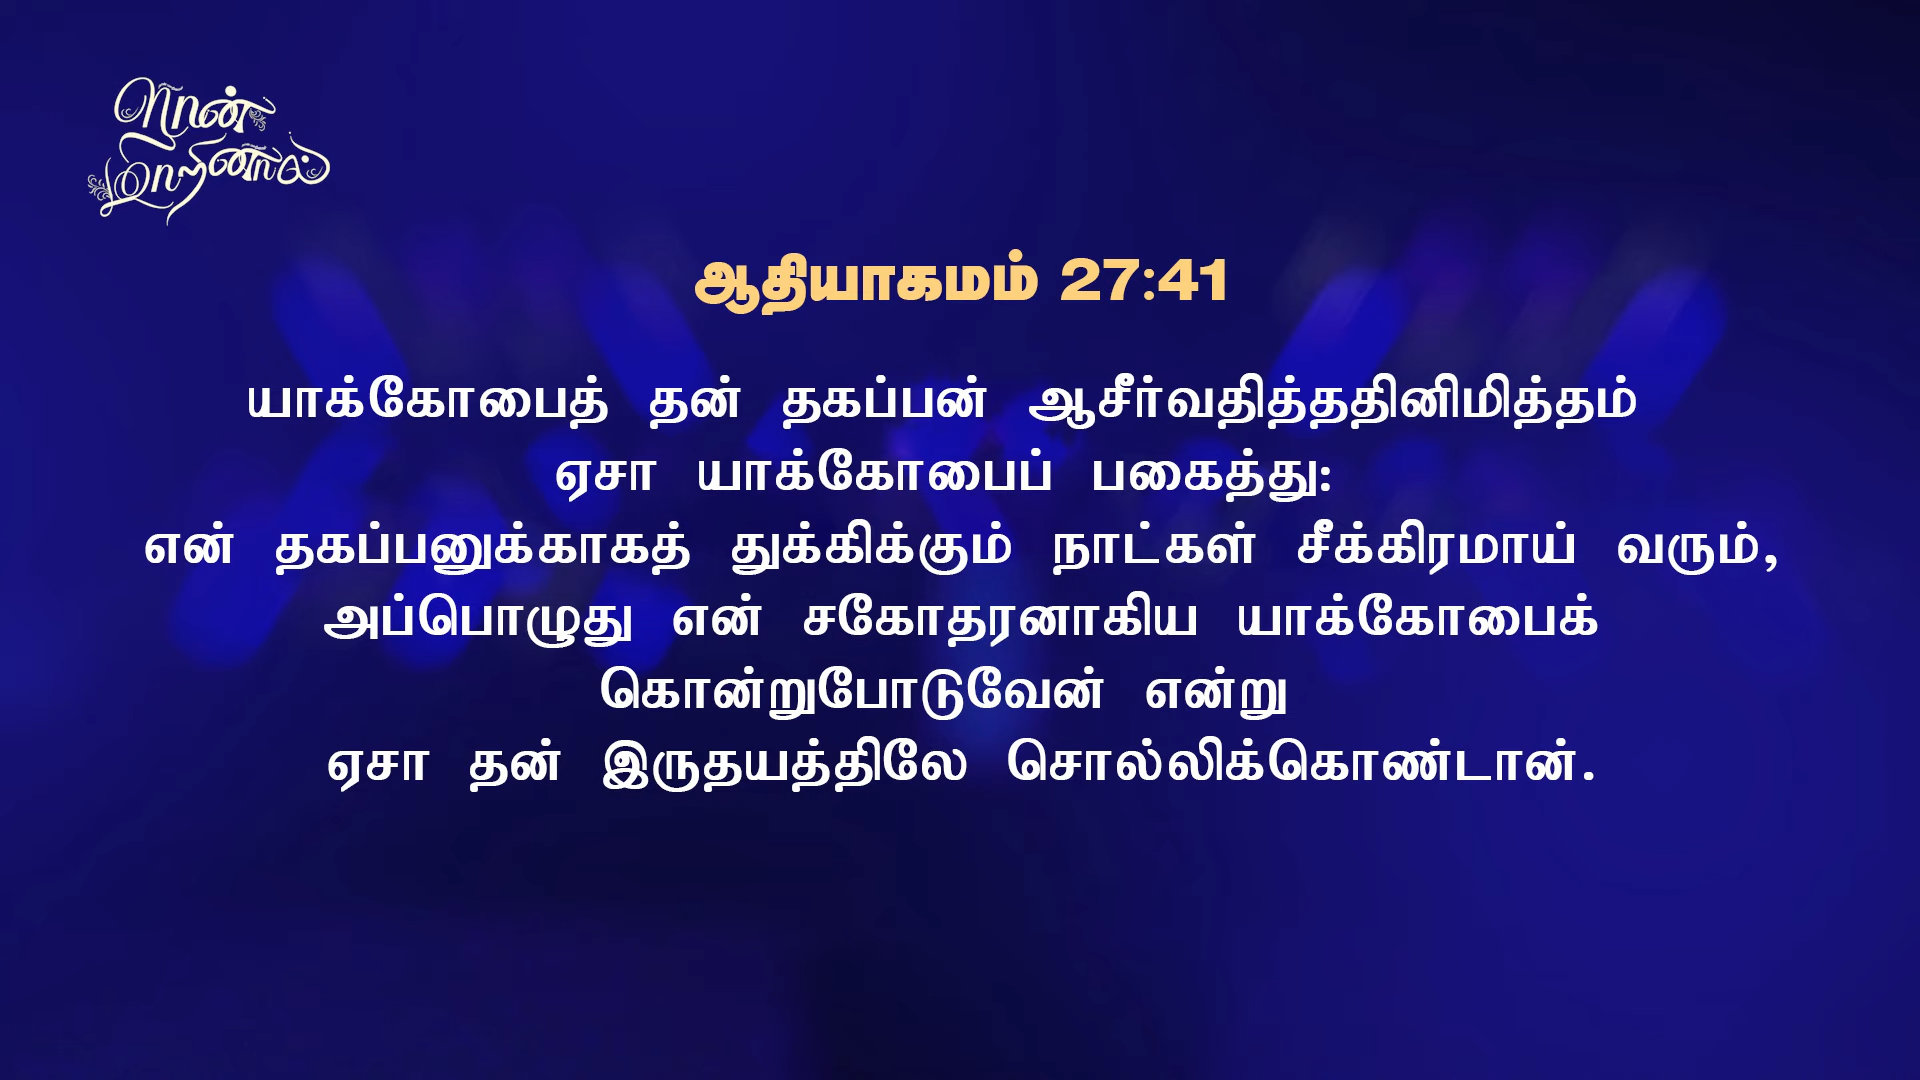 நான்
மாறினால்
ஆதியாகமம் 27:41
யாக்கோபைத் தன் தகப்பன் ஆசீர்வதித்ததினிமித்தம்
ஏசா யாக்கோபைப் பகைத்து:
என் தகப்பனுக்காகத் துக்கிக்கும் நாட்கள் சீக்கிரமாய் வரும்,
அப்பொழுது என் சகோதரனாகிய யாக்கோபைக்
கொன்றுபோடுவேன் என்று
ஏசா தன் இருதயத்திலே சொல்லிக்கொண்டான்.